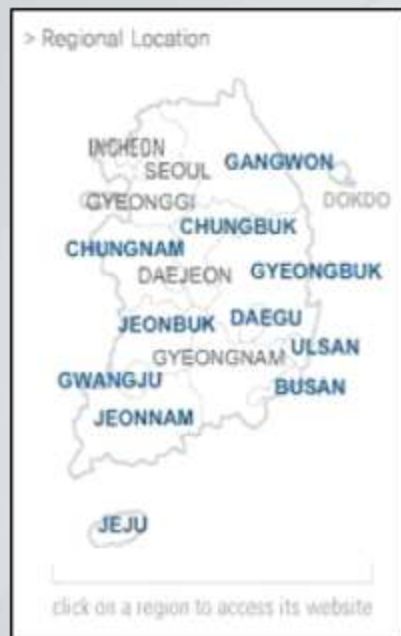 > Regional Location
INCHEON
SEOUL
GANGWON
GYEONGGI
DOKDO
CHUNGBUK
CHUNGNAM
DAEJEON
GYEONGBUK
JEONBUK
DAEGU
GYEONGNAM
ULSAN
GWANGJU
BUSAN
JEONNAM
JEJU
click on a region to access its website